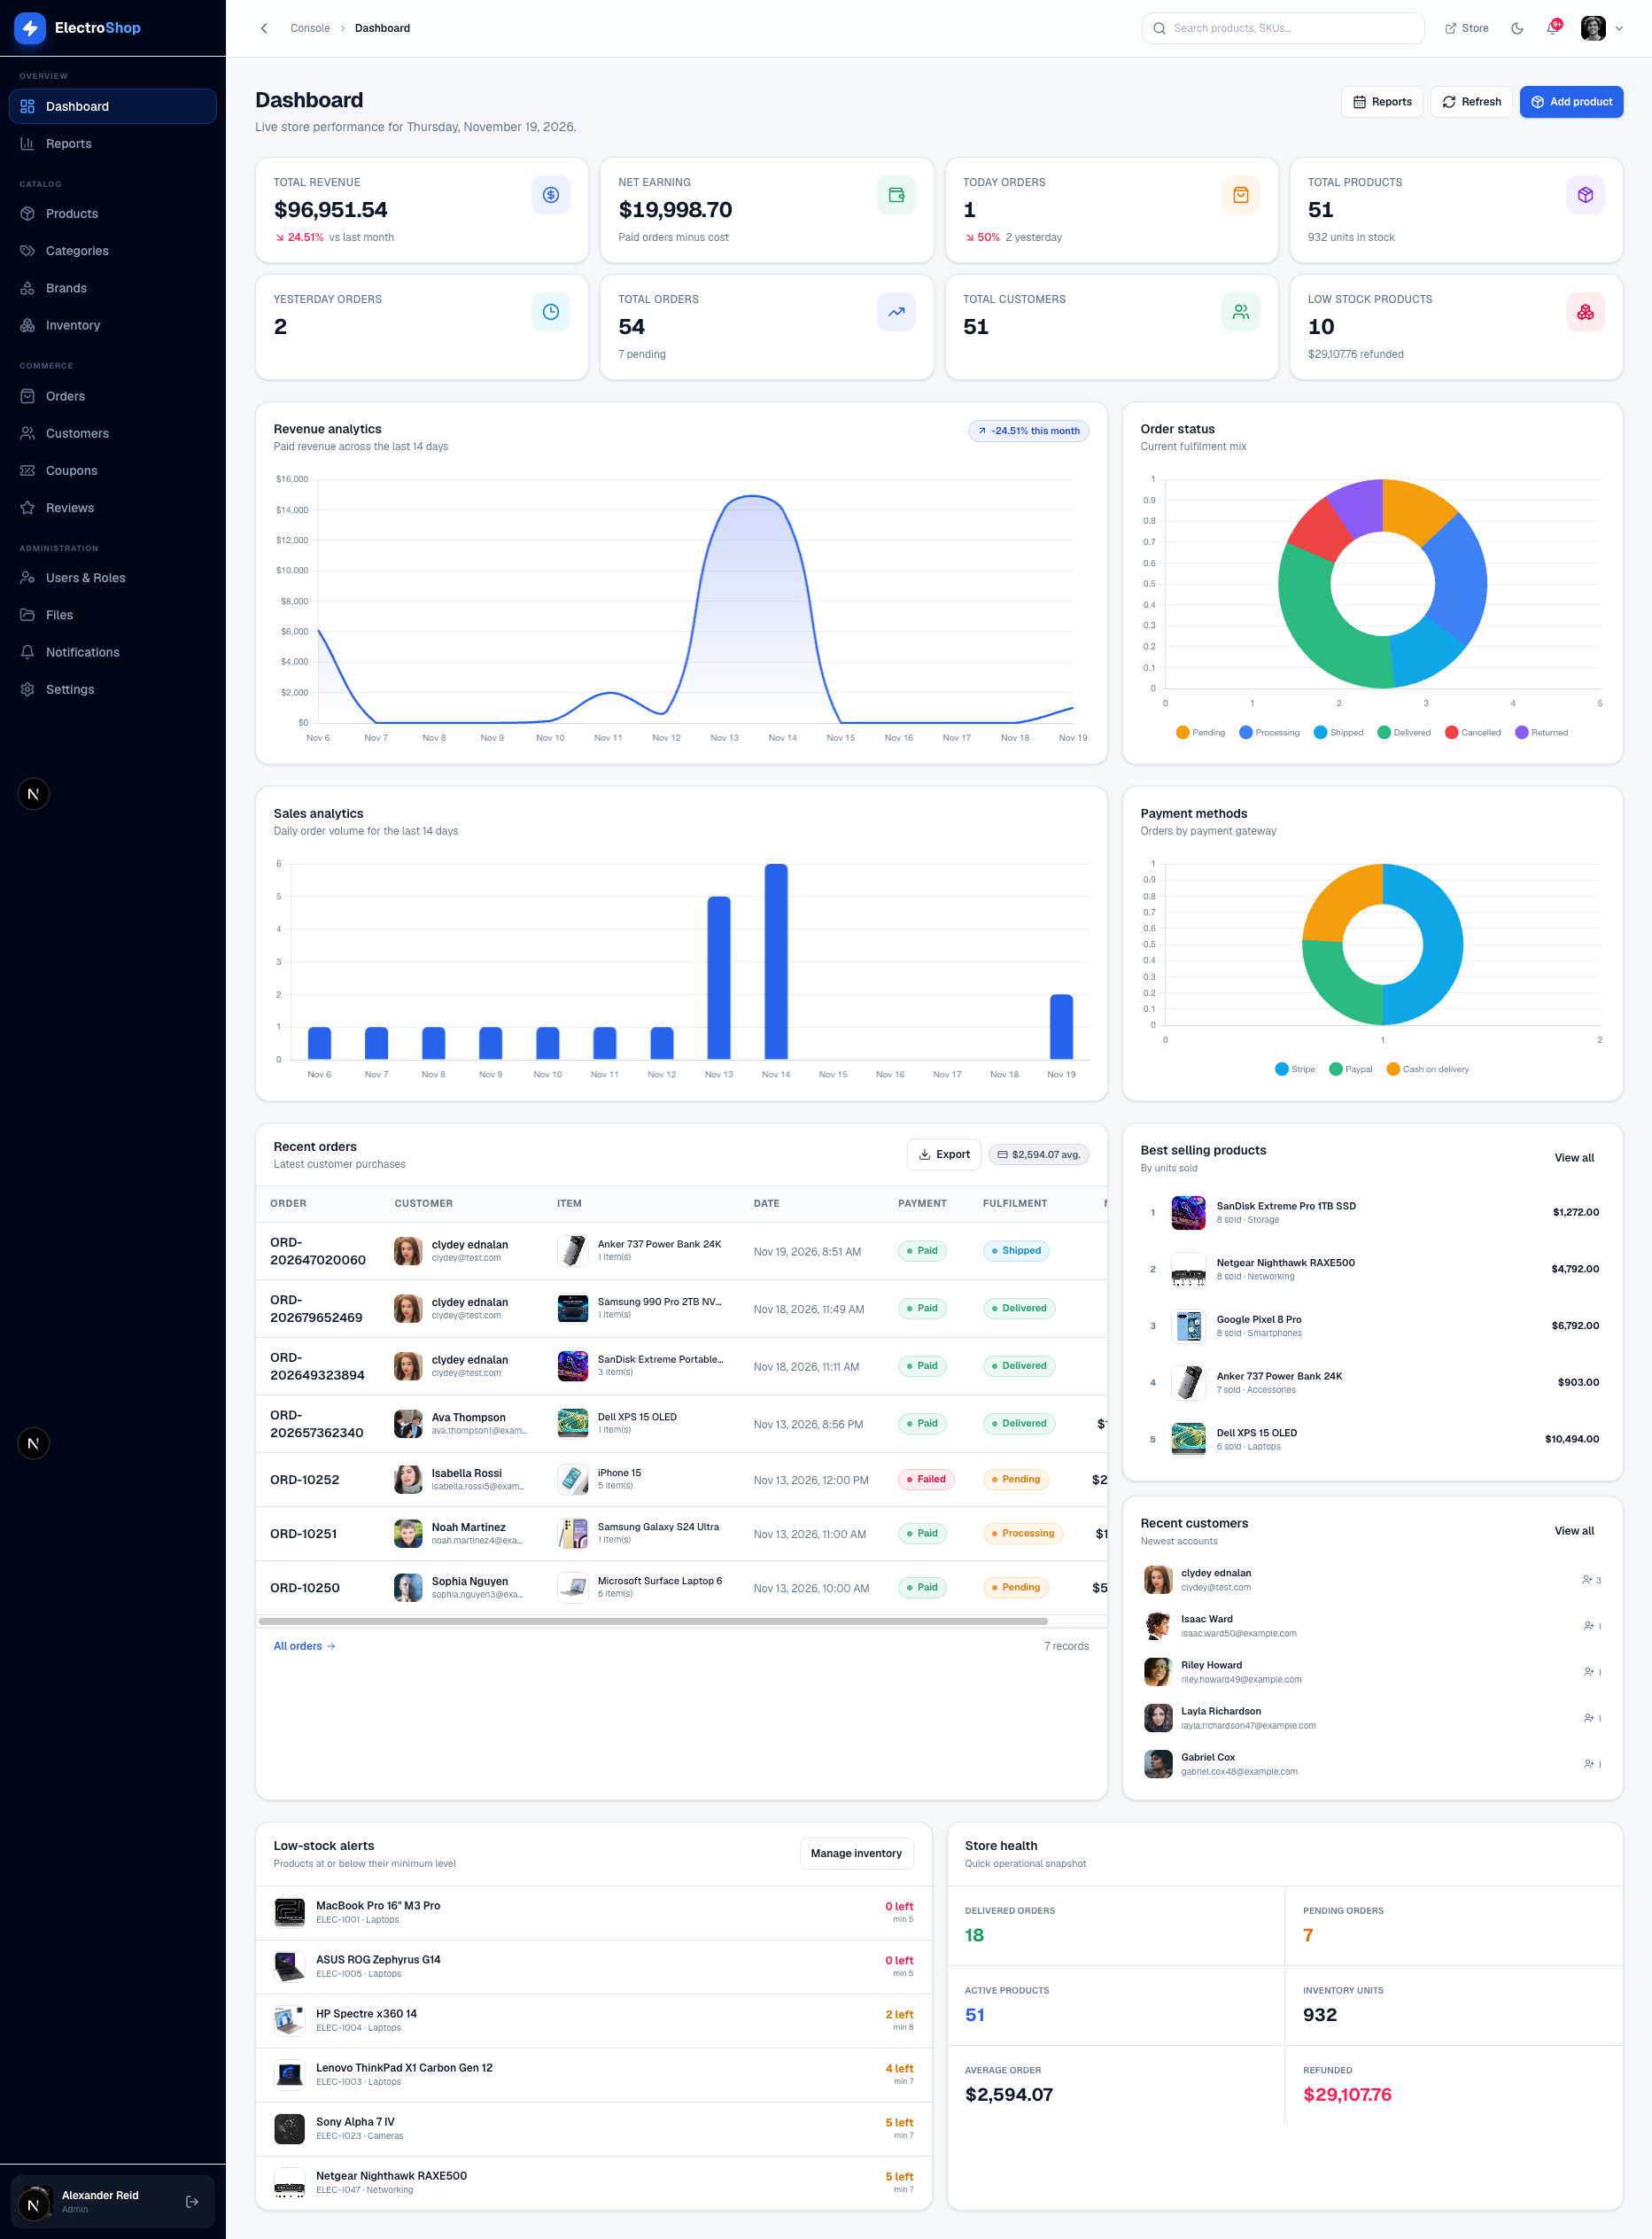 ElectroShop
Console > Dashboard
Search products, SKUs...
Store
9+
OVERVIEW
Dashboard
Reports
CATALOG
Products
Categories
Brands
Inventory
COMMERCE
Orders
Customers
Coupons
Reviews
ADMINISTRATION
Users & Roles
Files
Notifications
Settings
N
N
N
Alexander Reid
Admin
Dashboard
Live store performance for Thursday, November 19, 2026.
Reports
Refresh
Add product
TOTAL REVENUE
$96,951.54
24.51% vs last month
NET EARNING
$19,998.70
Paid orders minus cost
TODAY ORDERS
1
50% 2 yesterday
TOTAL PRODUCTS
51
932 units in stock
YESTERDAY ORDERS
2
TOTAL ORDERS
54
7 pending
TOTAL CUSTOMERS
51
LOW STOCK PRODUCTS
10
$29,107.76 refunded
Revenue analytics
Paid revenue across the last 14 days
-24.51% this month
$16,000
$14,000
$12,000
$10,000
$8,000
$6,000
$4,000
$2,000
$0
Nov 6 Nov 7 Nov 8 Nov 9 Nov 10 Nov 11 Nov 12 Nov 13 Nov 14 Nov 15 Nov 16 Nov 17 Nov 18 Nov 19
Order status
Current fulfilment mix
1
0.9
0.8
0.7
0.6
0.5
0.4
0.3
0.2
0.1
0
0 1 2 3 4 5
Pending Processing Shipped Delivered Cancelled Returned
Sales analytics
Daily order volume for the last 14 days
6
5
4
3
2
1
0
Nov 6 Nov 7 Nov 8 Nov 9 Nov 10 Nov 11 Nov 12 Nov 13 Nov 14 Nov 15 Nov 16 Nov 17 Nov 18 Nov 19
Payment methods
Orders by payment gateway
1
0.9
0.8
0.7
0.6
0.5
0.4
0.3
0.2
0.1
0
0 1 2
Stripe Paypal Cash on delivery
Recent orders
Latest customer purchases
Export
$2,594.07 avg.
ORDER CUSTOMER ITEM DATE PAYMENT FULFILMENT
ORD-202647020060 clydey ednalan clydey@test.com Anker 737 Power Bank 24K 1 item(s) Nov 19, 2026, 8:51 AM Paid Shipped
ORD-202679652469 clydey ednalan clydey@test.com Samsung 990 Pro 2TB NV... 1 item(s) Nov 18, 2026, 11:49 AM Paid Delivered
ORD-202649323894 clydey ednalan clydey@test.com SanDisk Extreme Portable... 3 item(s) Nov 18, 2026, 11:11 AM Paid Delivered
ORD-202657362340 Ava Thompson ava.thompson1@exam... Dell XPS 15 OLED 1 item(s) Nov 13, 2026, 8:56 PM Paid Delivered
ORD-10252 Isabella Rossi isabella.rossi5@exam... iPhone 15 5 item(s) Nov 13, 2026, 12:00 PM Failed Pending $2
ORD-10251 Noah Martinez noah.martinez4@exa... Samsung Galaxy S24 Ultra 1 item(s) Nov 13, 2026, 11:00 AM Paid Processing $1
ORD-10250 Sophia Nguyen sophia.nguyen3@exa... Microsoft Surface Laptop 6 6 item(s) Nov 13, 2026, 10:00 AM Paid Pending $5
All orders →
7 records
Best selling products
By units sold
View all
1 SanDisk Extreme Pro 1TB SSD $1,272.00
8 sold · Storage
2 Netgear Nighthawk RAXE500 $4,792.00
8 sold · Networking
3 Google Pixel 8 Pro $6,792.00
8 sold · Smartphones
4 Anker 737 Power Bank 24K $903.00
7 sold · Accessories
5 Dell XPS 15 OLED $10,494.00
6 sold · Laptops
Recent customers
Newest accounts
View all
clydey ednalan
clydey@test.com
3
Isaac Ward
isaac.ward50@example.com
1
Riley Howard
riley.howard49@example.com
1
Layla Richardson
layla.richardson47@example.com
1
Gabriel Cox
gabriel.cox48@example.com
1
Low-stock alerts
Products at or below their minimum level
Manage inventory
MacBook Pro 16" M3 Pro 0 left
ELEC-1001 · Laptops min 5
ASUS ROG Zephyrus G14 0 left
ELEC-1005 · Laptops min 5
HP Spectre x360 14 2 left
ELEC-1004 · Laptops min 8
Lenovo ThinkPad X1 Carbon Gen 12 4 left
ELEC-1003 · Laptops min 7
Sony Alpha 7 IV 5 left
ELEC-1023 · Cameras min 7
Netgear Nighthawk RAXE500 5 left
ELEC-1047 · Networking min 7
Store health
Quick operational snapshot
DELIVERED ORDERS
18
PENDING ORDERS
7
ACTIVE PRODUCTS
51
INVENTORY UNITS
932
AVERAGE ORDER
$2,594.07
REFUNDED
$29,107.76